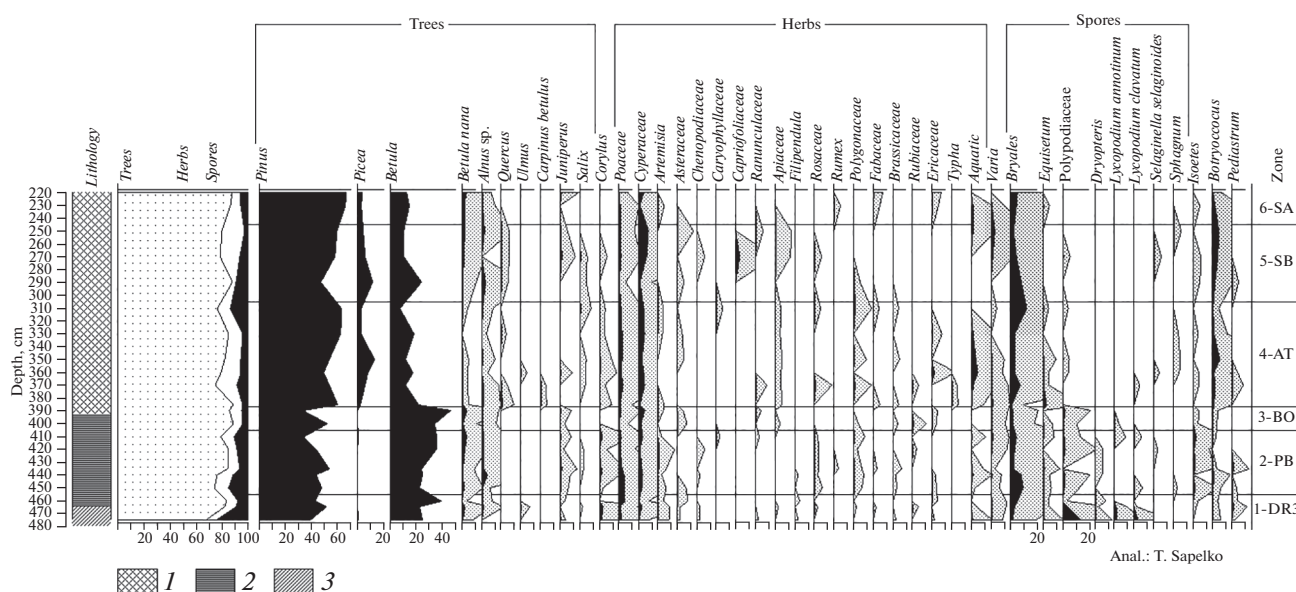 Trees
Herbs
Spores
Lithology
Trees
Herbs
Spores
Pinus
Picea
Betula
Betula nana
Alnus sp.
Quercus
Ulmus
Carpinus betulus
Juniperus
Salix
Corylus
Poaceae
Cyperaceae
Artemisia
Asteraceae
Chenopodiaceae
Caryophyllaceae
Caprifoliaceae
Ranunculaceae
Apiaceae
Filipendula
Rosaceae
Rumex
Polygonaceae
Fabaceae
Brassicaceae
Rubiaceae
Ericaceae
Typha
Aquatic
Varia
Bryales
Equisetum
Polypodiaceae
Dryopteris
Lycopodium annotinum
Lycopodium clavatum
Selaginella selaginoides
Sphagnum
Isoetes
Botryoccocus
Pediastrum
Zone
Depth, cm
220
230
240
250
260
270
280
290
300
310
320
330
340
350
360
370
380
390
400
410
420
430
440
450
460
470
480
6-SA
5-SB
4-AT
3-BO
2-PB
1-DR3
20 40 60 80 100 20 40 60 20 40 20 20
Anal.: T. Sapelko
1 2 3